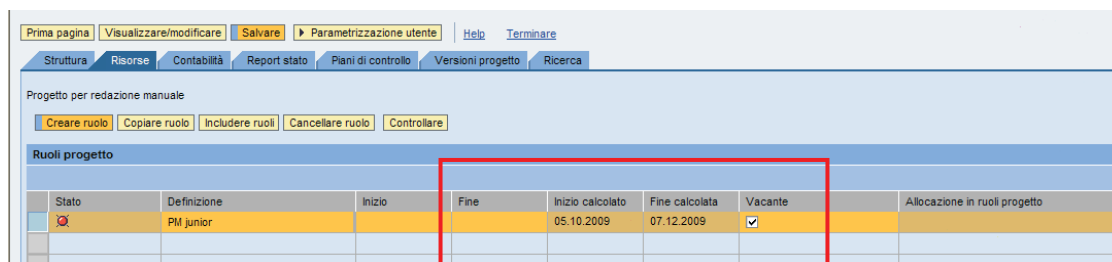 Prima pagina Visualizzare/modificare Salvare Parametrizzazione utente Help Terminare
Struttura Risorse Contabilità Report stato Piani di controllo Versioni progetto Ricerca
Progetto per redazione manuale
Creare ruolo Copiare ruolo Includere ruoli Cancellare ruolo Controllare
Ruoli progetto
Stato Definizione Inizio Fine Inizio calcolato Fine calcolata Vacante Allocazione in ruoli progetto
PM junior 05.10.2009 07.12.2009